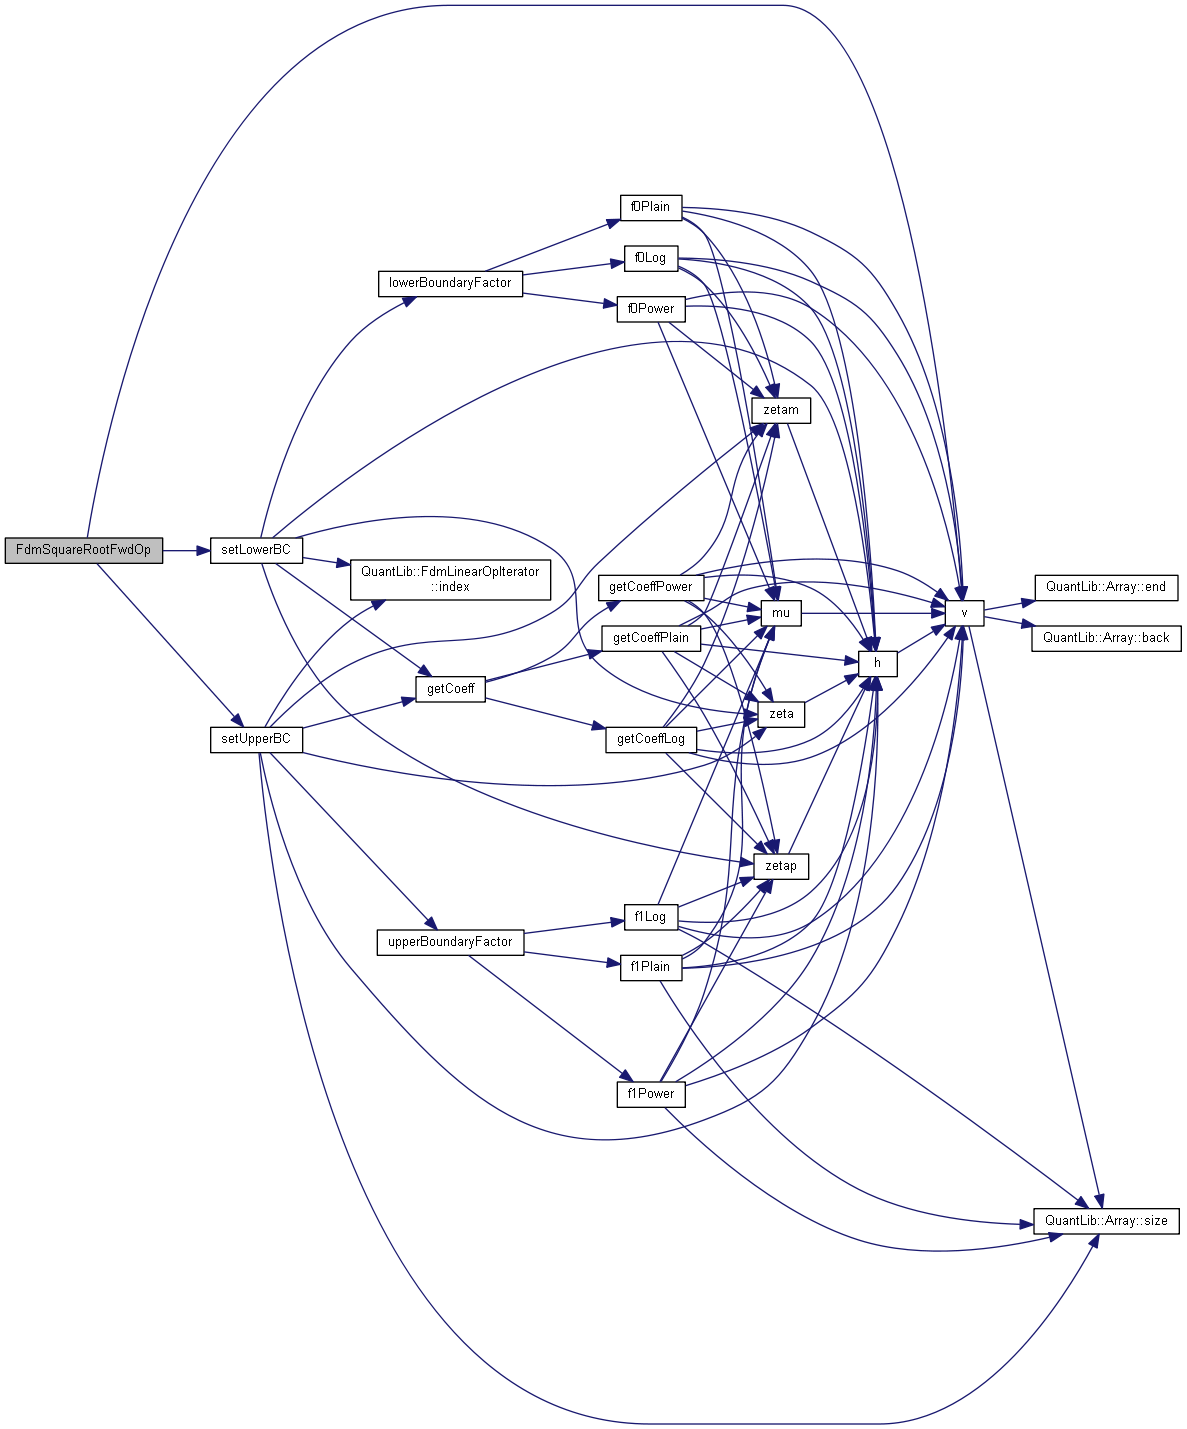 f0Plain
f0Log
lowerBoundaryFactor
f0Power
zetam
FdmSquareRootFwdOp
setLowerBC
QuantLib::FdmLinearOpIterator
::index
getCoeffPower
QuantLib::Array::end
mu
v
getCoeffPlain
QuantLib::Array::back
h
getCoeff
zeta
setUpperBC
getCoeffLog
zetap
f1Log
upperBoundaryFactor
f1Plain
f1Power
QuantLib::Array::size